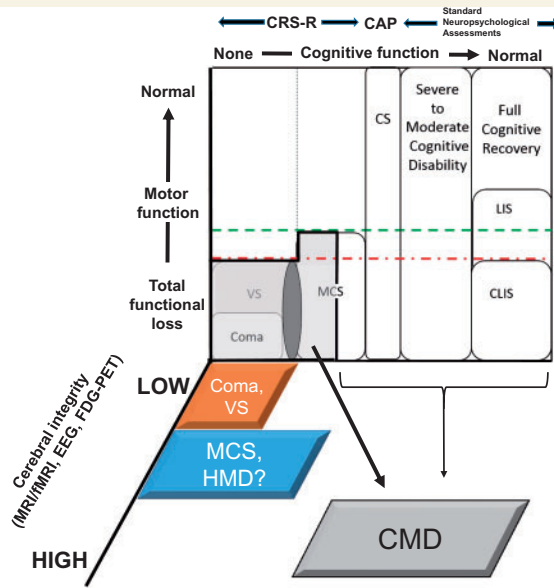 CRS-R
CAP
Standard
Neuropsychological
Assessments
None
Cognitive function
Normal
Normal
Motor
function
Total
functional
loss
CS
Severe
to
Moderate
Cognitive
Disability
Full
Cognitive
Recovery
LIS
VS
MCS
CLIS
Coma
Cerebral integrity
(MRI/fMRI, EEG, FDG-PET)
LOW
Coma,
VS
MCS,
HMD?
CMD
HIGH